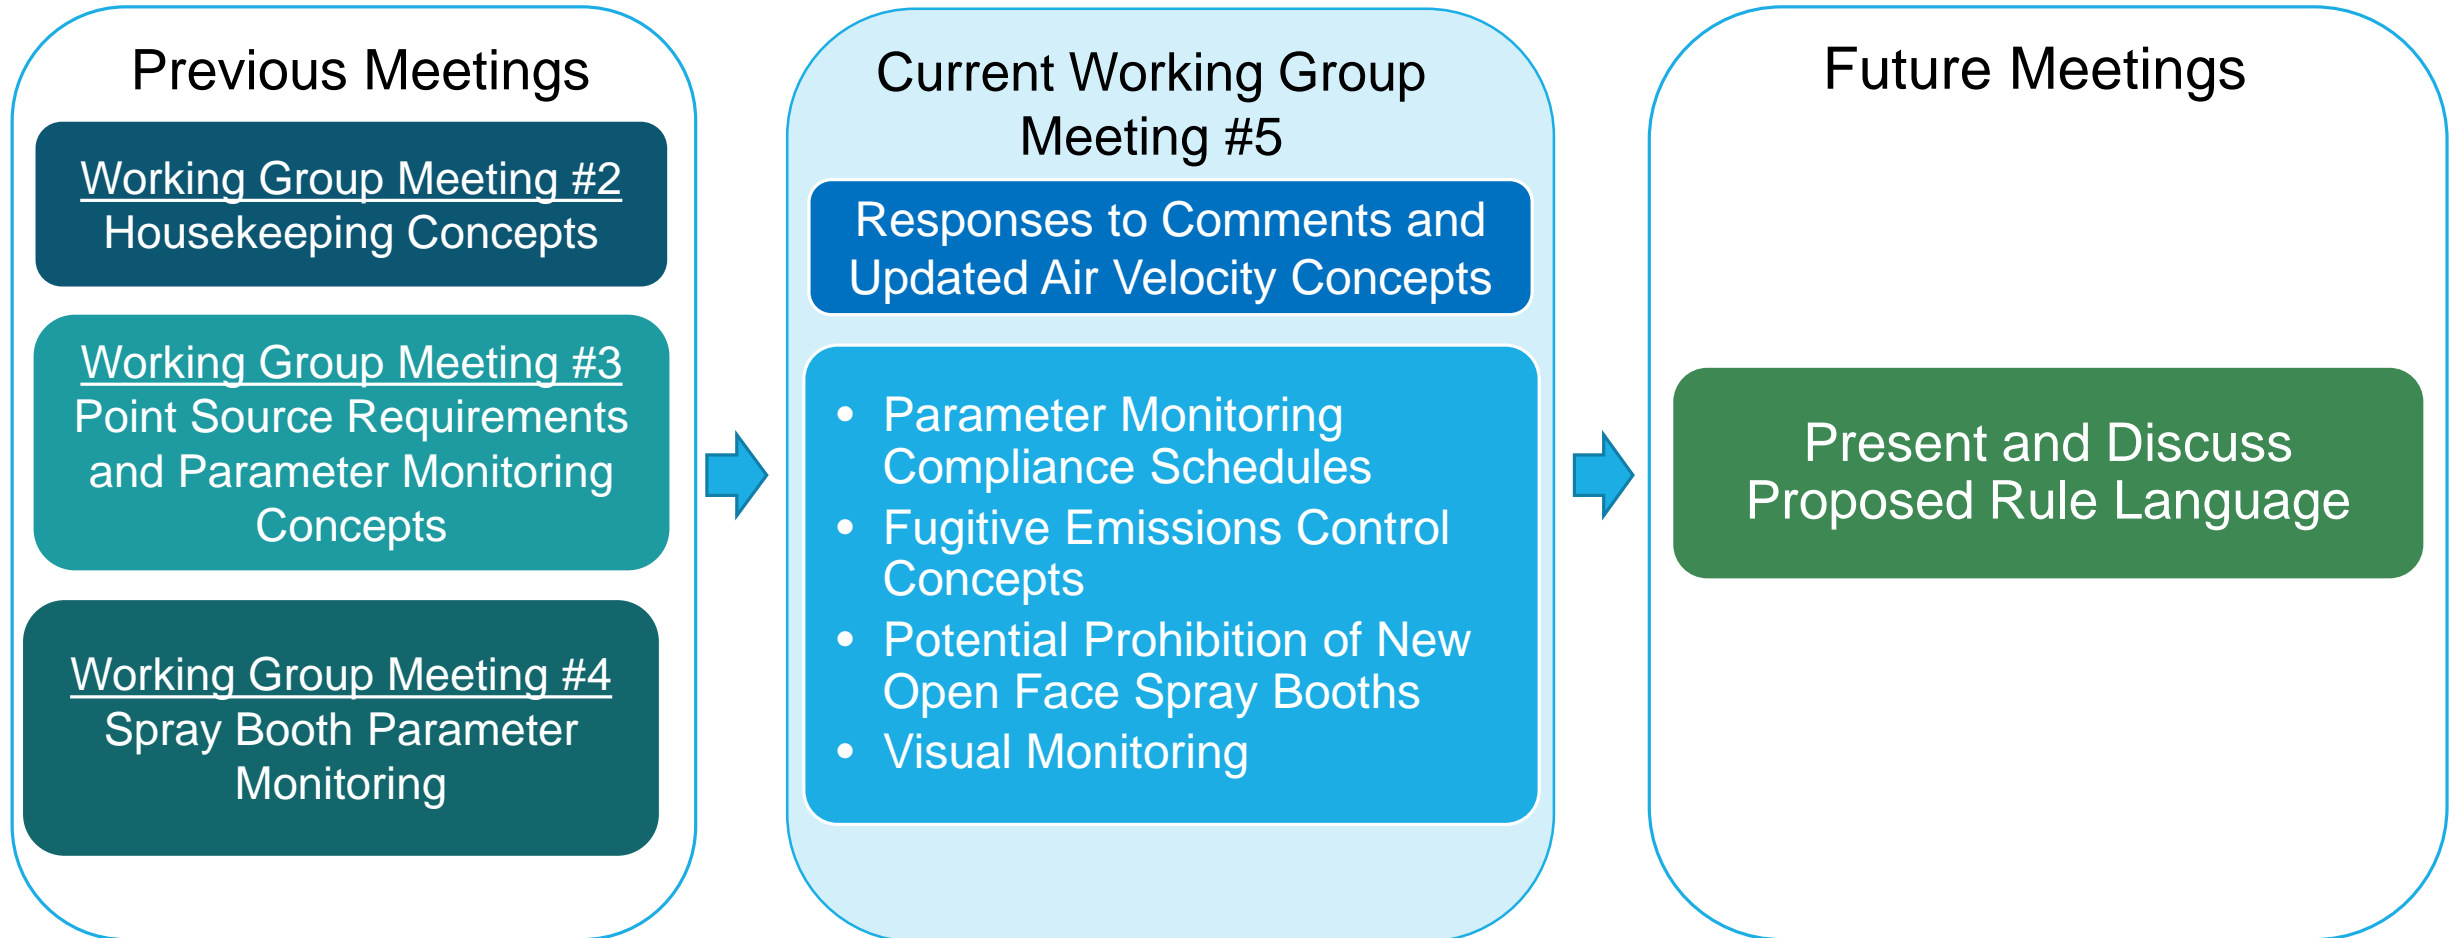 Previous Meetings
Working Group Meeting #2
Housekeeping Concepts
Working Group Meeting #3
Point Source Requirements
and Parameter Monitoring
Concepts
Working Group Meeting #4
Spray Booth Parameter
Monitoring
Current Working Group
Meeting #5
Responses to Comments and
Updated Air Velocity Concepts
• Parameter Monitoring
Compliance Schedules
• Fugitive Emissions Control
Concepts
• Potential Prohibition of New
Open Face Spray Booths
• Visual Monitoring
Future Meetings
Present and Discuss
Proposed Rule Language